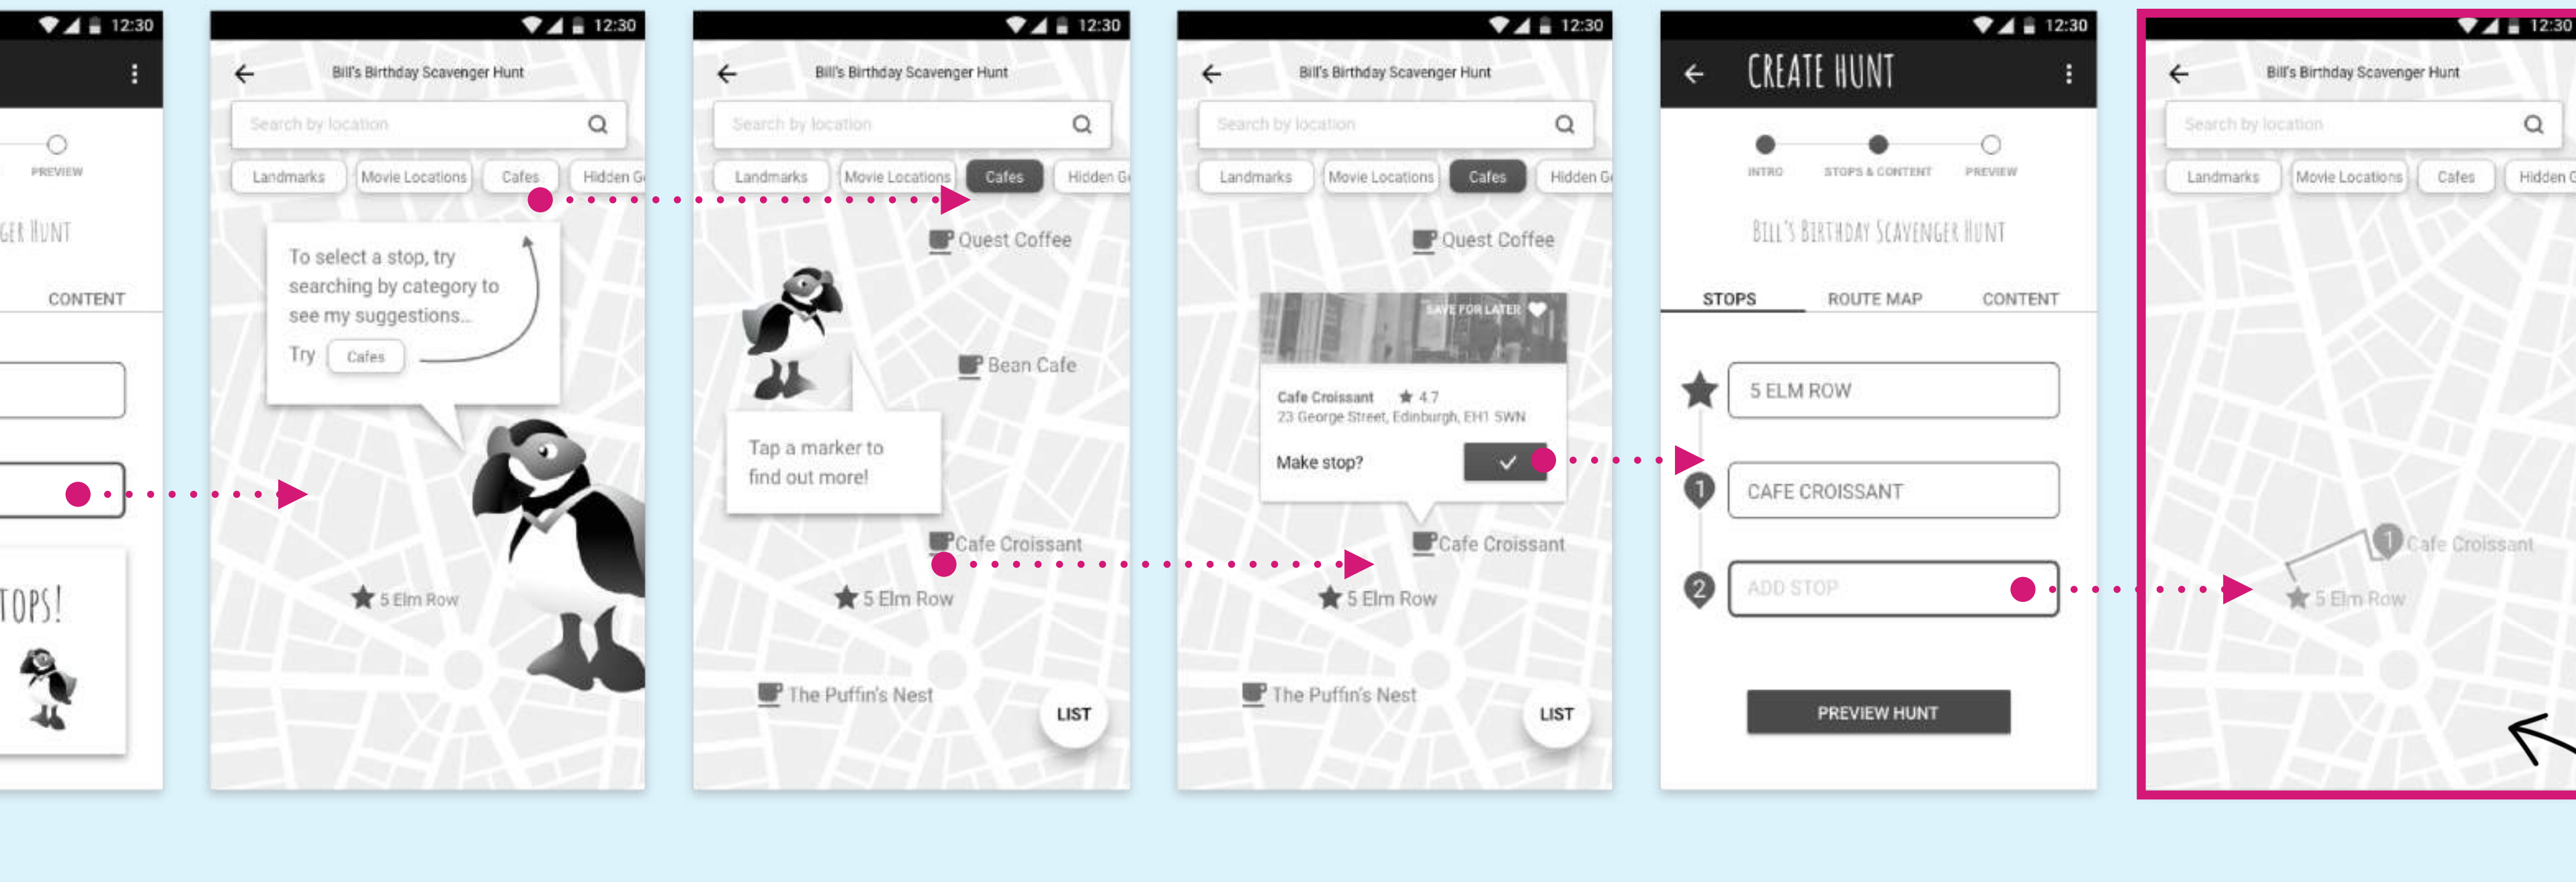 12:30
PREVIEW
GER HUNT
CONTENT
TOPS!
12:30
Bill's Birthday Scavenger Hunt
Search by location
Landmarks
Movie Locations
Cafes
Hidden G
To select a stop, try
searching by category to
see my suggestions...
Try Cafes
5 Elm Row
12:30
Bill's Birthday Scavenger Hunt
Search by location
Landmarks
Movie Locations
Cafes
Hidden G
Quest Coffee
Bean Cafe
Tap a marker to
find out more!
Cafe Croissant
5 Elm Row
The Puffin's Nest
LIST
12:30
Bill's Birthday Scavenger Hunt
Search by location
Landmarks
Movie Locations
Cafes
Hidden G
Quest Coffee
SAVE FOR LATER
Cafe Croissant ★ 4.7
23 George Street, Edinburgh, EH1 5WN
Make stop?
Cafe Croissant
5 Elm Row
The Puffin's Nest
LIST
12:30
CREATE HUNT
INTRO
STOPS & CONTENT
PREVIEW
BILL'S BIRTHDAY SCAVENGER HUNT
STOPS
ROUTE MAP
CONTENT
5 ELM ROW
1 CAFE CROISSANT
2 ADD STOP
PREVIEW HUNT
12:30
Bill's Birthday Scavenger Hunt
Search by location
Landmarks
Movie Locations
Cafes
Hidden G
1 Cafe Croissant
5 Elm Row